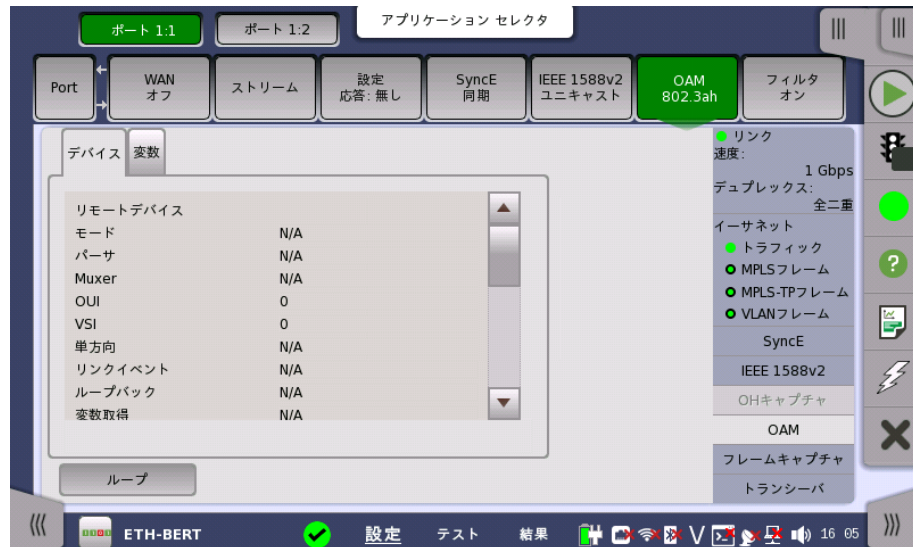 アプリケーション セレクタ
ポート 1:1
ポート 1:2
Port
WAN
オフ
ストリーム
設定
応答: 無し
SyncE
同期
IEEE 1588v2
ユニキャスト
OAM
802.3ah
フィルタ
オン
デバイス
変数
リモートデバイス
モード N/A
パーサ N/A
Muxer N/A
OUI 0
VSI 0
単方向 N/A
リンクイベント N/A
ループバック N/A
変数取得 N/A
ループ
リンク
速度:
1 Gbps
デュプレックス:
全二重
イーサネット
トラフィック
MPLSフレーム
MPLS-TPフレーム
VLANフレーム
SyncE
IEEE 1588v2
OHキャプチャ
OAM
フレームキャプチャ
トランシーバ
ETH-BERT
設定
テスト
結果
V
16 05